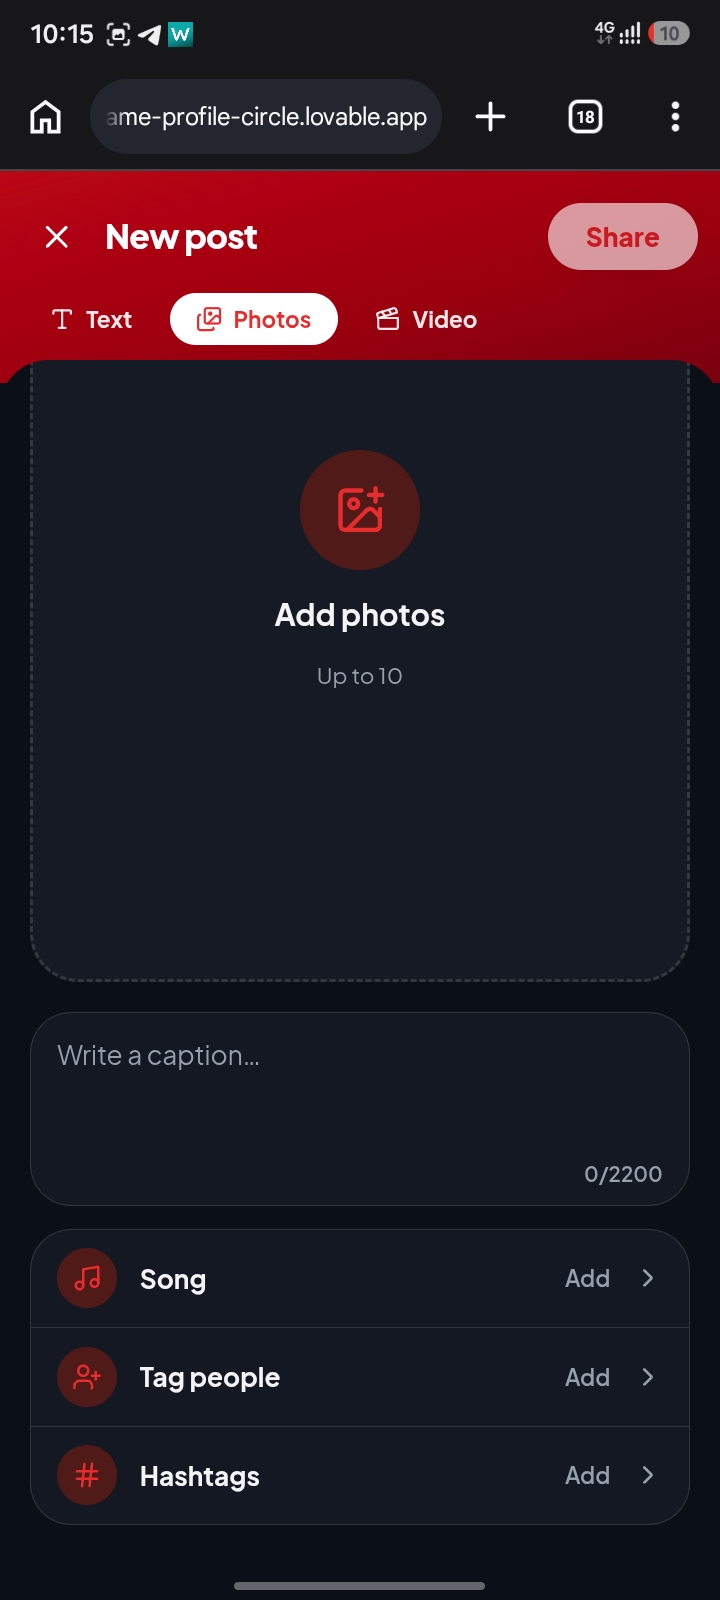 10:15 W 4G 10
ame-profile-circle.lovable.app 18
New post Share
Text Photos Video
Add photos
Up to 10
Write a caption...
0/2200
Song Add
Tag people Add
Hashtags Add